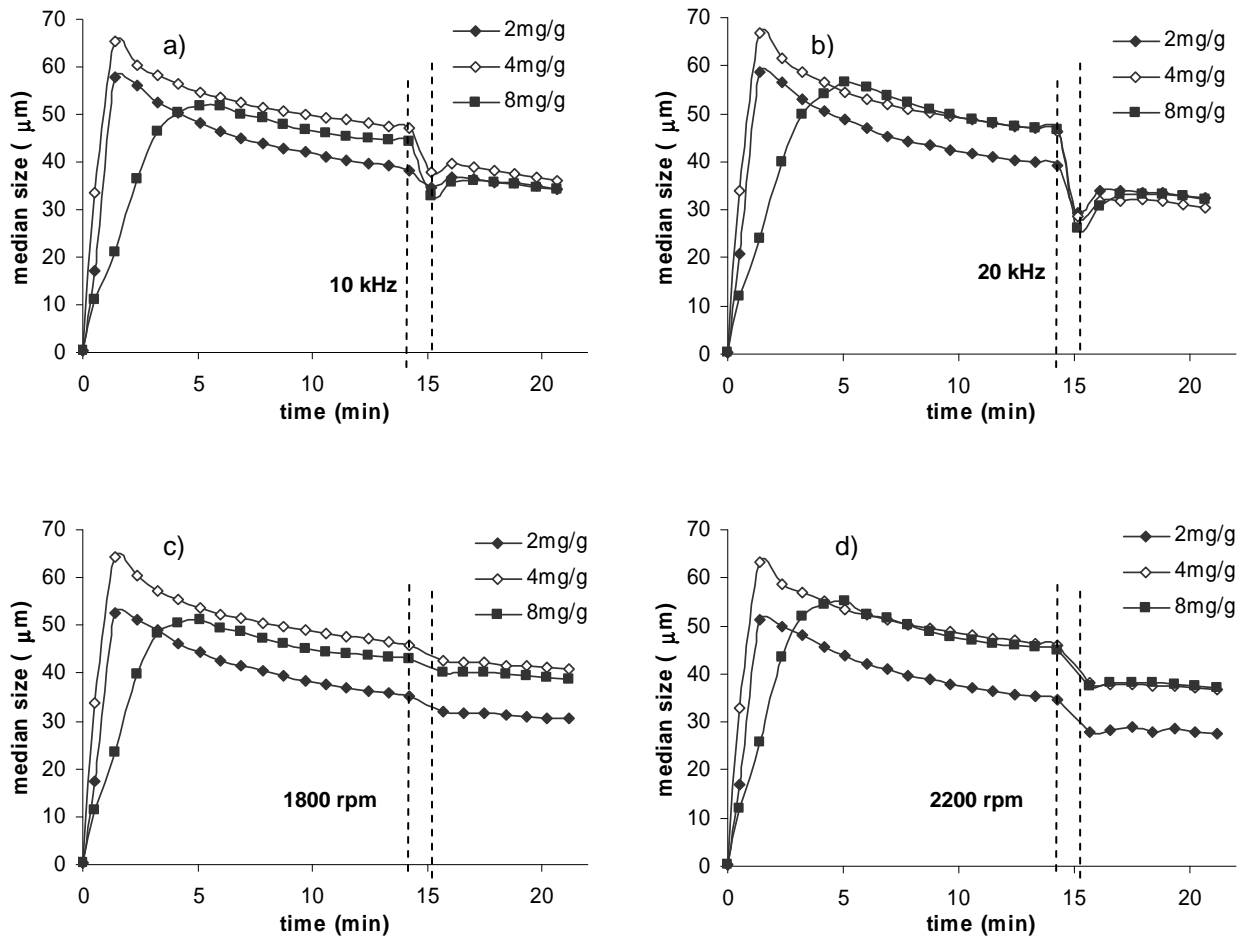 a)
median size ( μm)
70
60
50
40
30
20
10
0
0 5 10 15 20
time (min)
2mg/g
4mg/g
8mg/g
10 kHz
b)
median size ( μm)
70
60
50
40
30
20
10
0
0 5 10 15 20
time (min)
2mg/g
4mg/g
8mg/g
20 kHz
c)
median size ( μm)
70
60
50
40
30
20
10
0
0 5 10 15 20
time (min)
2mg/g
4mg/g
8mg/g
1800 rpm
d)
median size ( μm)
70
60
50
40
30
20
10
0
0 5 10 15 20
time (min)
2mg/g
4mg/g
8mg/g
2200 rpm